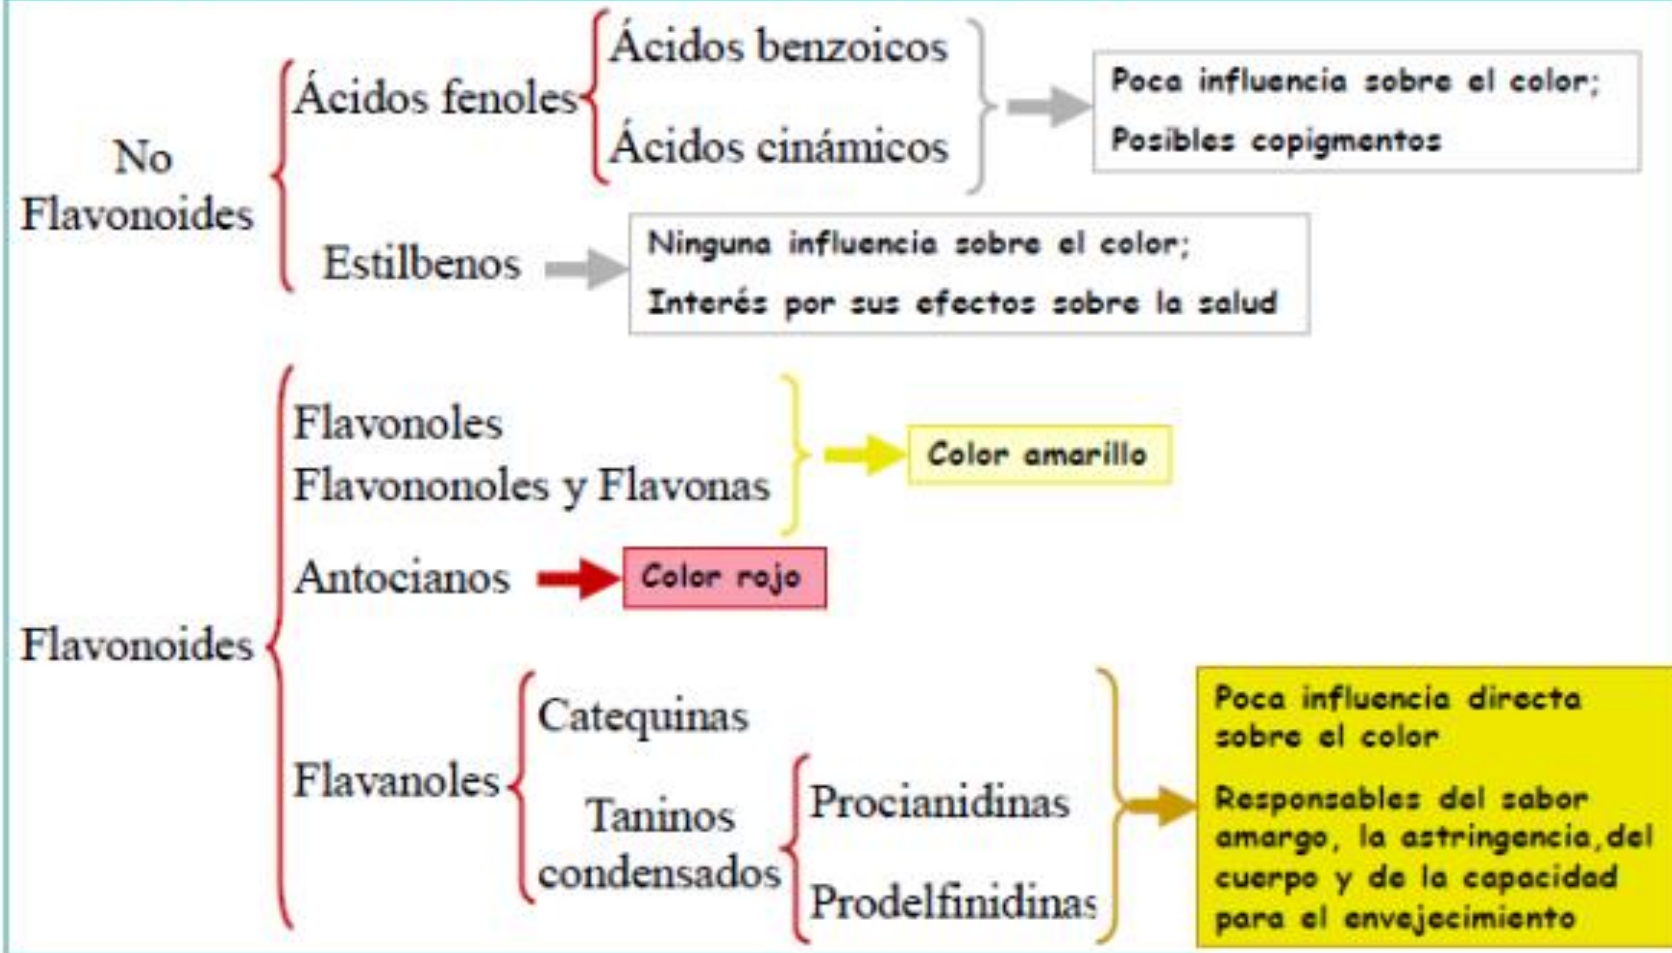 No
Flavonoides
Ácidos fenoles
Ácidos benzoicos
Ácidos cinámicos
Poca influencia sobre el color;
Posibles copigmentos
Estilbenos
Ninguna influencia sobre el color;
Interés por sus efectos sobre la salud
Flavonoides
Flavonoles
Flavononoles y Flavonas
Color amarillo
Antocianos
Color rojo
Flavanoles
Catequinas
Taninos
condensados
Procianidinas
Prodelfinidinas
Poca influencia directa
sobre el color
Responsables del sabor
amargo, la astringencia,del
cuerpo y de la capacidad
para el envejecimiento